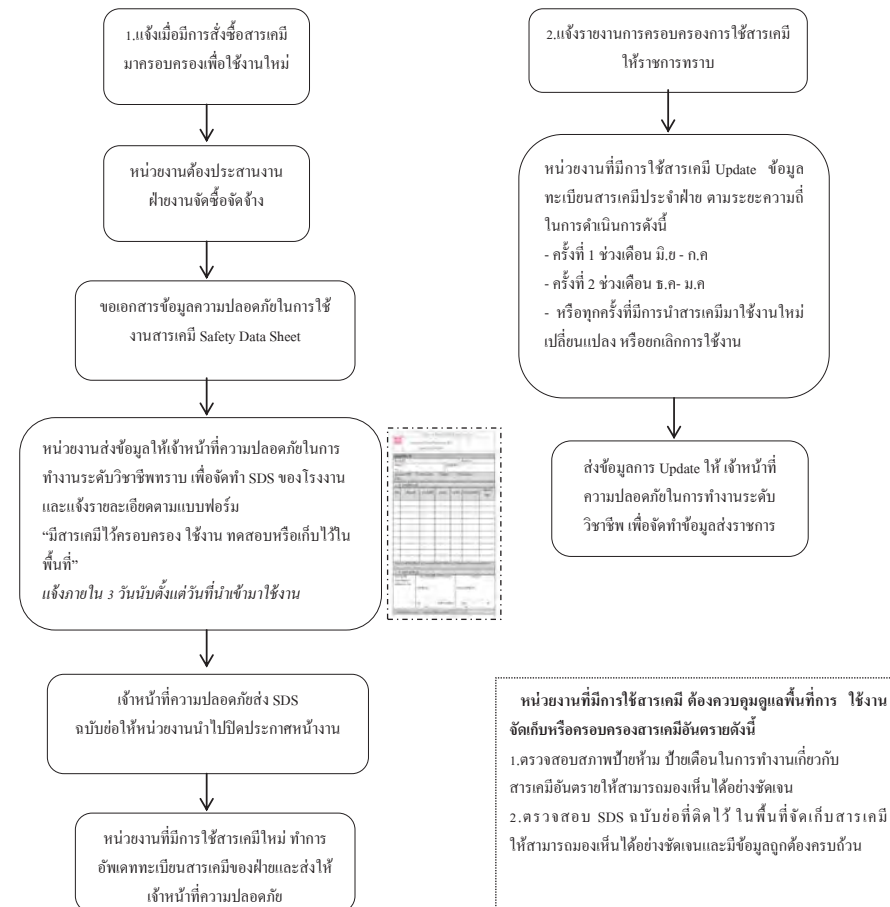 1.แจ้งเมื่อมีการสั่งซื้อสารเคมี
มาครอบครองเพื่อใช้งานใหม่
หน่วยงานต้องประสานงาน
ฝ่ายงานจัดซื้อจัดจ้าง
ขอเอกสารข้อมูลความปลอดภัยในการใช้
งานสารเคมี Safety Data Sheet
หน่วยงานส่งข้อมูลให้เจ้าหน้าที่ความปลอดภัยในการ
ทำงานระดับวิชาชีพทราบ เพื่อจัดทำ SDS ของโรงงาน
และแจ้งรายละเอียดตามแบบฟอร์ม
“มีสารเคมีไว้ครอบครอง ใช้งาน ทดสอบหรือเก็บไว้ใน
พื้นที่”
แจ้งภายใน 3 วันนับตั้งแต่วันที่นำเข้ามาใช้งาน
เจ้าหน้าที่ความปลอดภัยส่ง SDS
ฉบับย่อให้หน่วยงานนำไปปิดประกาศหน้างาน
หน่วยงานที่มีการใช้สารเคมีใหม่ ทำการ
อัพเดททะเบียนสารเคมีของฝ่ายและส่งให้
เจ้าหน้าที่ความปลอดภัย
2.แจ้งรายงานการครอบครองการใช้สารเคมี
ให้ราชการทราบ
หน่วยงานที่มีการใช้สารเคมี Update ข้อมูล
ทะเบียนสารเคมีประจำฝ่าย ตามระยะความถี่
ในการดำเนินการดังนี้
- ครั้งที่ 1 ช่วงเดือน มิ.ย - ก.ค
- ครั้งที่ 2 ช่วงเดือน ธ.ค- ม.ค
- หรือทุกครั้งที่มีการนำสารเคมีมาใช้งานใหม่
เปลี่ยนแปลง หรือยกเลิกการใช้งาน
ส่งข้อมูลการ Update ให้ เจ้าหน้าที่
ความปลอดภัยในการทำงานระดับ
วิชาชีพ เพื่อจัดทำข้อมูลส่งราชการ
หน่วยงานที่มีการใช้สารเคมี ต้องควบคุมดูแลพื้นที่การ ใช้งาน
จัดเก็บหรือครอบครองสารเคมีอันตรายดังนี้
1.ตรวจสอบสภาพป้ายห้าม ป้ายเตือนในการทำงานเกี่ยวกับ
สารเคมีอันตรายให้สามารถมองเห็นได้อย่างชัดเจน
2.ตรวจสอบ SDS ฉบับย่อที่ติดไว้ ในพื้นที่จัดเก็บสารเคมี
ให้สามารถมองเห็นได้อย่างชัดเจนและมีข้อมูลถูกต้องครบถ้วน